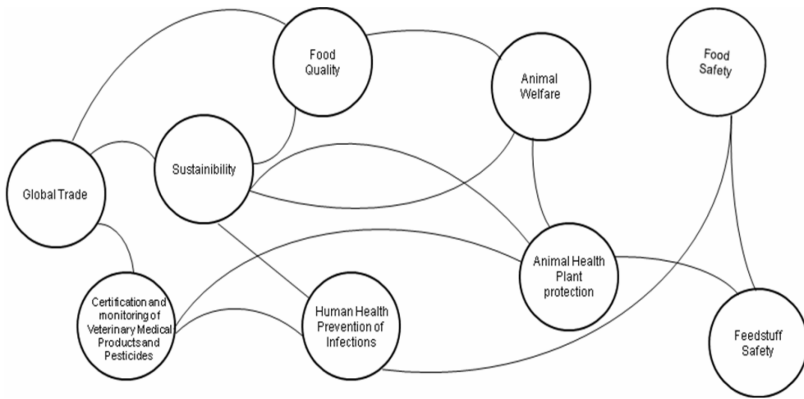 Food
Quality
Animal
Welfare
Food
Safety
Global Trade
Sustainibility
Certification and
monitoring of
Veterinary Medical
Products and
Pesticides
Human Health
Prevention of
Infections
Animal Health
Plant
protection
Feedstuff
Safety